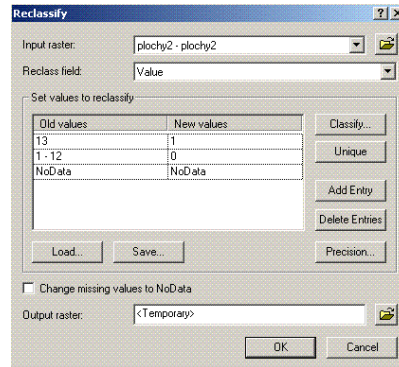 Reclassify
Input raster: plochy2 - plochy2
Reclass field: Value
Set values to reclassify
Old values New values Classify...
13 1
1 - 12 0 Unique
NoData NoData
Add Entry
Delete Entries
Load... Save... Precision...
Change missing values to NoData
Output raster: <Temporary>
OK Cancel